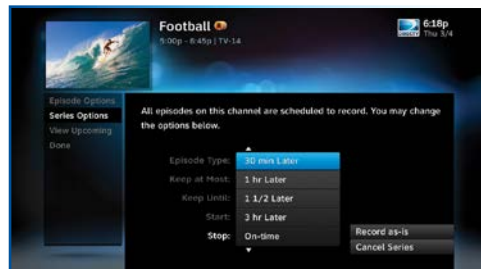 Football
5:00p - 8:45p | TV-14
6:18p
Thu 3/4
Episode Options
Series Options
View Upcoming
Done
All episodes on this channel are scheduled to record. You may change
the options below.
Episode Type: 30 min Later
Keep at Most: 1 hr Later
Keep Until: 1 1/2 Later
Start: 3 hr Later
Stop: On-time
Record as-is
Cancel Series